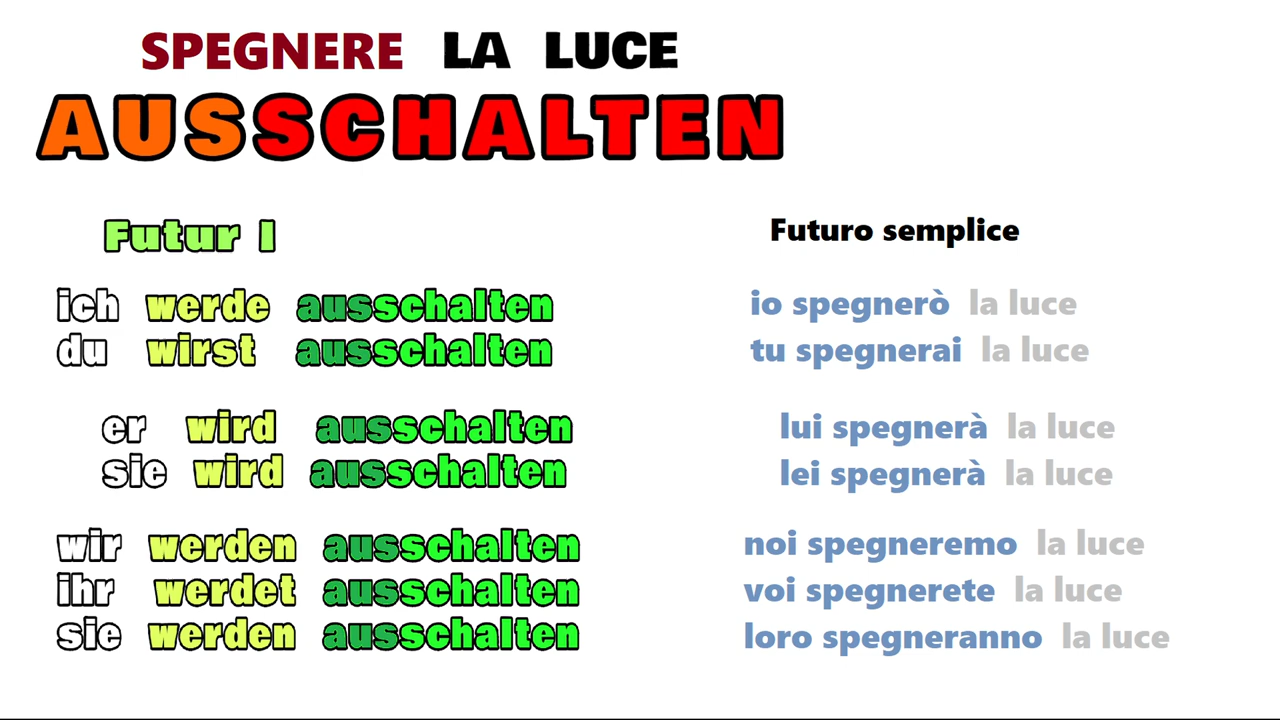 SPEGNERE LA LUCE
AUSSCHALTEN
Futur I
Futuro semplice
ich werde ausschalten
io spegnerò la luce
du wirst ausschalten
tu spegnerai la luce
er wird ausschalten
lui spegnerà la luce
sie wird ausschalten
lei spegnerà la luce
wir werden ausschalten
noi spegneremo la luce
ihr werdet ausschalten
voi spegnerete la luce
sie werden ausschalten
loro spegneranno la luce